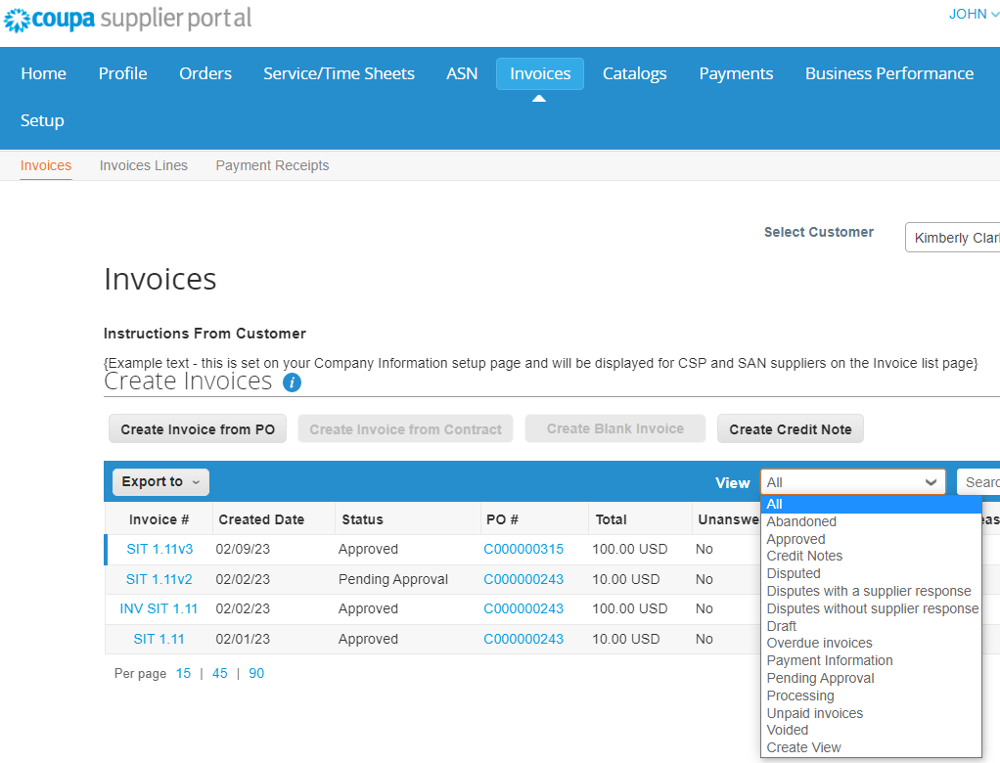 coupa supplier portal
JOHN
Home Profile Orders Service/Time Sheets ASN Invoices Catalogs Payments Business Performance
Setup
Invoices Invoices Lines Payment Receipts
Select Customer Kimberly Clar
Invoices
Instructions From Customer
{Example text - this is set on your Company Information setup page and will be displayed for CSP and SAN suppliers on the Invoice list page}
Create Invoices i
Create Invoice from PO Create Invoice from Contract Create Blank Invoice Create Credit Note
Export to View All Searc
Invoice # Created Date Status PO # Total Unanswe
SIT 1.11v3 02/09/23 Approved C000000315 100.00 USD No
SIT 1.11v2 02/02/23 Pending Approval C000000243 10.00 USD No
INV SIT 1.11 02/02/23 Approved C000000243 100.00 USD No
SIT 1.11 02/01/23 Approved C000000243 10.00 USD No
Per page 15 | 45 | 90
All
Abandoned
Approved
Credit Notes
Disputed
Disputes with a supplier response
Disputes without supplier response
Draft
Overdue invoices
Payment Information
Pending Approval
Processing
Unpaid invoices
Voided
Create View